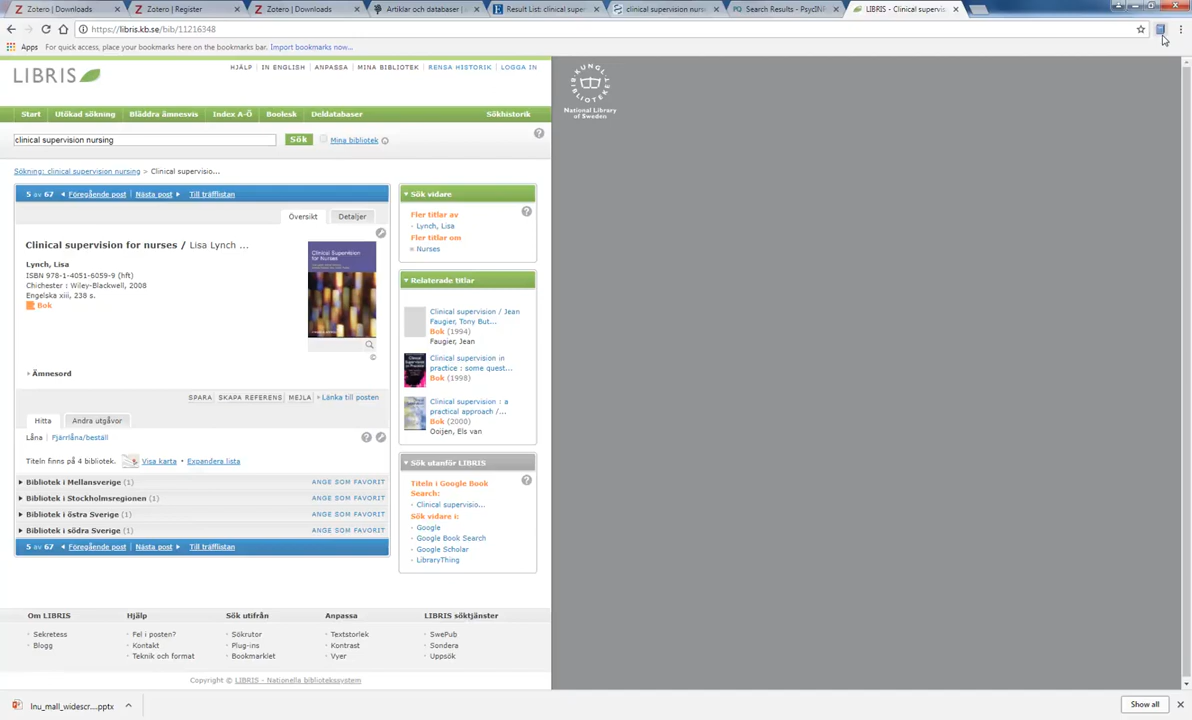 Zotero | Downloads
Zotero | Register
Zotero | Downloads
Artiklar och databaser |
Result List: clinical super
clinical supervision nurs
Search Results - PsycINF
LIBRIS - Clinical supervis
https://libris.kb.se/bib/11216348
Apps For quick access, place your bookmarks here on the bookmarks bar. Import bookmarks now...
LIBRIS
HJÄLP | IN ENGLISH | ANPASSA | MINA BIBLIOTEK | RENSA HISTORIK | LOGGA IN
KUNGLIGA BIBLIOTEKET
National Library
of Sweden
Start Utökad sökning Bläddra ämnesvis Index A-Ö Boolesk Deldatabaser Sökhistorik
clinical supervision nursing Sök Mina bibliotek
Sökning: clinical supervision nursing > Clinical supervisio...
5 av 67 Föregående post | Nästa post Till träfflistan
Översikt Detaljer
Clinical supervision for nurses / Lisa Lynch ...
Lynch, Lisa
ISBN 978-1-4051-6059-9 (hft)
Chichester : Wiley-Blackwell, 2008
Engelska xiii, 238 s.
Bok
Clinical Supervision
for Nurses
©
Ämnesord
SPARA SKAPA REFERENS MEJLA Länka till posten
Hitta Andra utgåvor
Låna | Fjärrlåna/beställ
Titeln finns på 4 bibliotek. Visa karta • Expandera lista
Bibliotek i Mellansverige (1) ANGE SOM FAVORIT
Bibliotek i Stockholmsregionen (1) ANGE SOM FAVORIT
Bibliotek i östra Sverige (1) ANGE SOM FAVORIT
Bibliotek i södra Sverige (1) ANGE SOM FAVORIT
5 av 67 Föregående post | Nästa post Till träfflistan
Sök vidare
Fler titlar av
Lynch, Lisa
Fler titlar om
Nurses
Relaterade titlar
Clinical supervision / Jean
Faugier, Tony But...
Bok (1994)
Faugier, Jean
Clinical supervision in
practice : some quest...
Bok (1998)
Clinical supervision : a
practical approach /...
Bok (2000)
Ooijen, Els van
Sök utanför LIBRIS
Titeln i Google Book
Search:
Clinical supervisio...
Sök vidare i:
Google
Google Book Search
Google Scholar
LibraryThing
Om LIBRIS
Sekretess
Blogg
Hjälp
Fel i posten?
Kontakt
Teknik och format
Sök utifrån
Sökrutor
Plug-ins
Bookmarklet
Anpassa
Textstorlek
Kontrast
Vyer
LIBRIS söktjänster
SwePub
Sondera
Uppsök
Copyright © LIBRIS - Nationella bibliotekssystem
lnu_mall_widescr....pptx
Show all